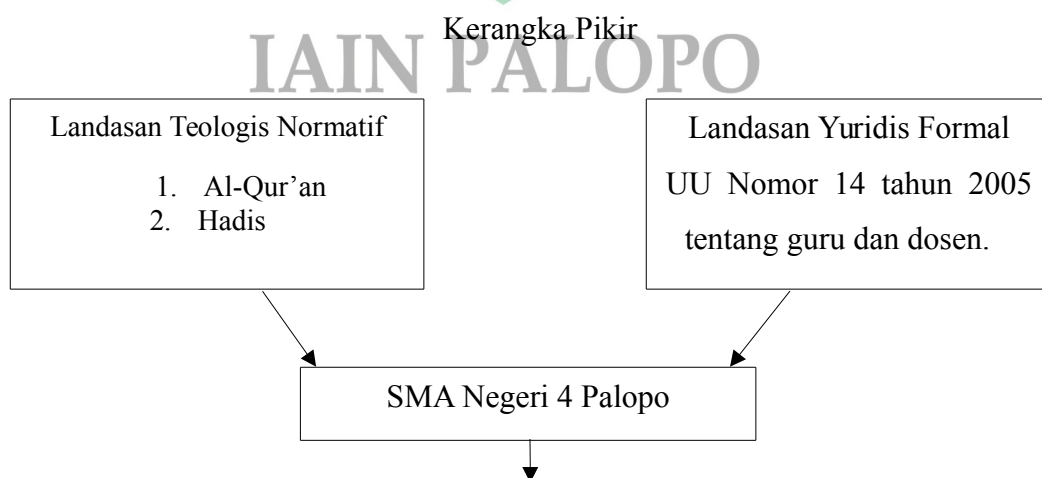 Kerangka Pikir
IAIN PALOPO
Landasan Teologis Normatif
1. Al-Qur’an
2. Hadis
Landasan Yuridis Formal
UU Nomor 14 tahun 2005
tentang guru dan dosen.
SMA Negeri 4 Palopo